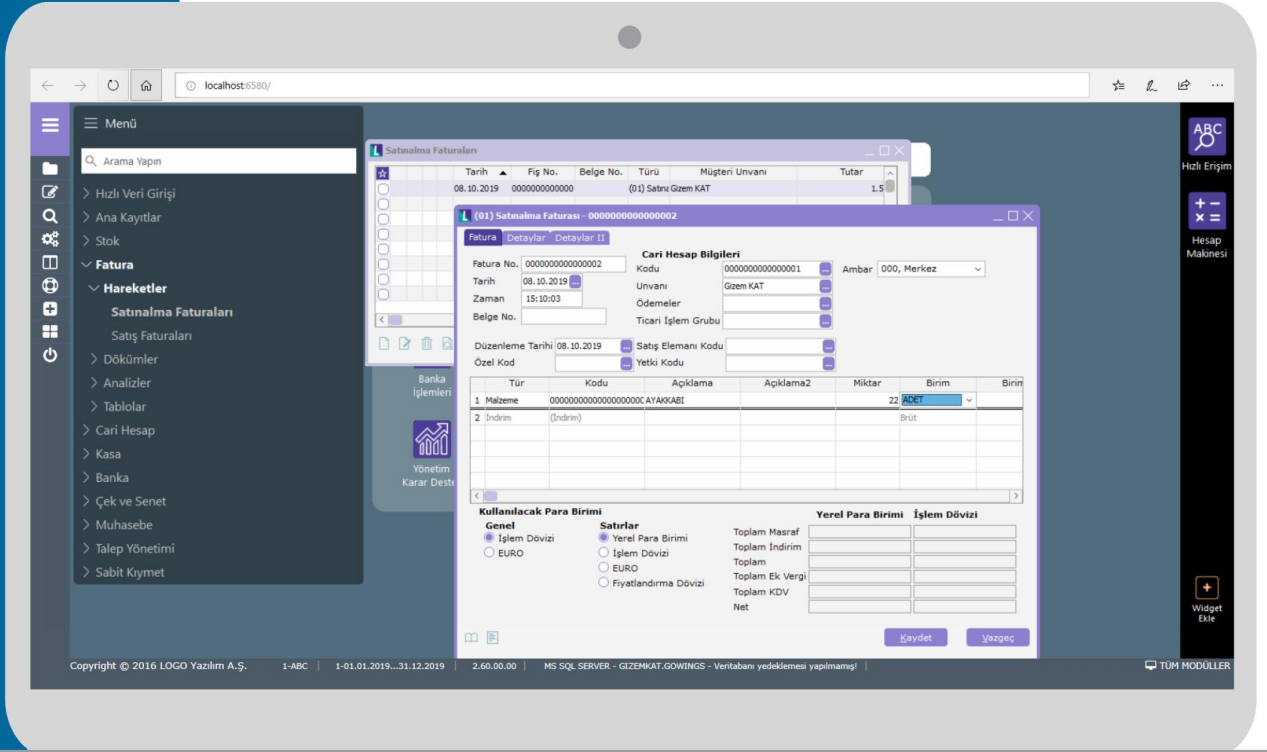 localhost:6580/
Menü
Arama Yapın
Hızlı Veri Girişi
Ana Kayıtlar
Stok
Fatura
Hareketler
Satınalma Faturaları
Satış Faturaları
Dökümler
Analizler
Tablolar
Cari Hesap
Kasa
Banka
Çek ve Senet
Muhasebe
Talep Yönetimi
Sabit Kıymet
Banka
İşlemleri
Yönetim
Karar Deste
Satınalma Faturaları
Tarih Fiş No. Belge No. Türü Müşteri Unvanı Tutar
08.10.2019 0000000000000 (01) Satına Gizem KAT 1.5
(01) Satınalma Faturası - 0000000000000002
Fatura Detaylar Detaylar II
Fatura No. 0000000000000002
Tarih 08.10.2019
Zaman 15:10:03
Belge No.
Cari Hesap Bilgileri
Kodu 0000000000000001
Unvanı Gizem KAT
Ödemeler
Ticari İşlem Grubu
Ambar 000, Merkez
Düzenleme Tarihi 08.10.2019 Satış Elemanı Kodu
Özel Kod Yetki Kodu
Tür Kodu Açıklama Açıklama2 Miktar Birim Birim
1 Malzeme AYAKKABI 22 ADET
2 İndirim (İndirim) Brüt
Kullanılacak Para Birimi
Genel
İşlem Dövizi
EURO
Satırlar
Yerel Para Birimi
İşlem Dövizi
EURO
Fiyatlandırma Dövizi
Yerel Para Birimi İşlem Dövizi
Toplam Masraf
Toplam İndirim
Toplam
Toplam Ek Vergi
Toplam KDV
Net
Kaydet Vazgeç
ABC
Hızlı Erişim
Hesap
Makinesi
Widget
Ekle
Copyright © 2016 LOGO Yazılım A.Ş. 1-ABC 1-01.01.2019...31.12.2019 2.60.00.00 MS SQL SERVER - GIZEMKAT.GOWINGS - Veritabanı yedeklemesi yapılmamış! TÜM MODÜLLER